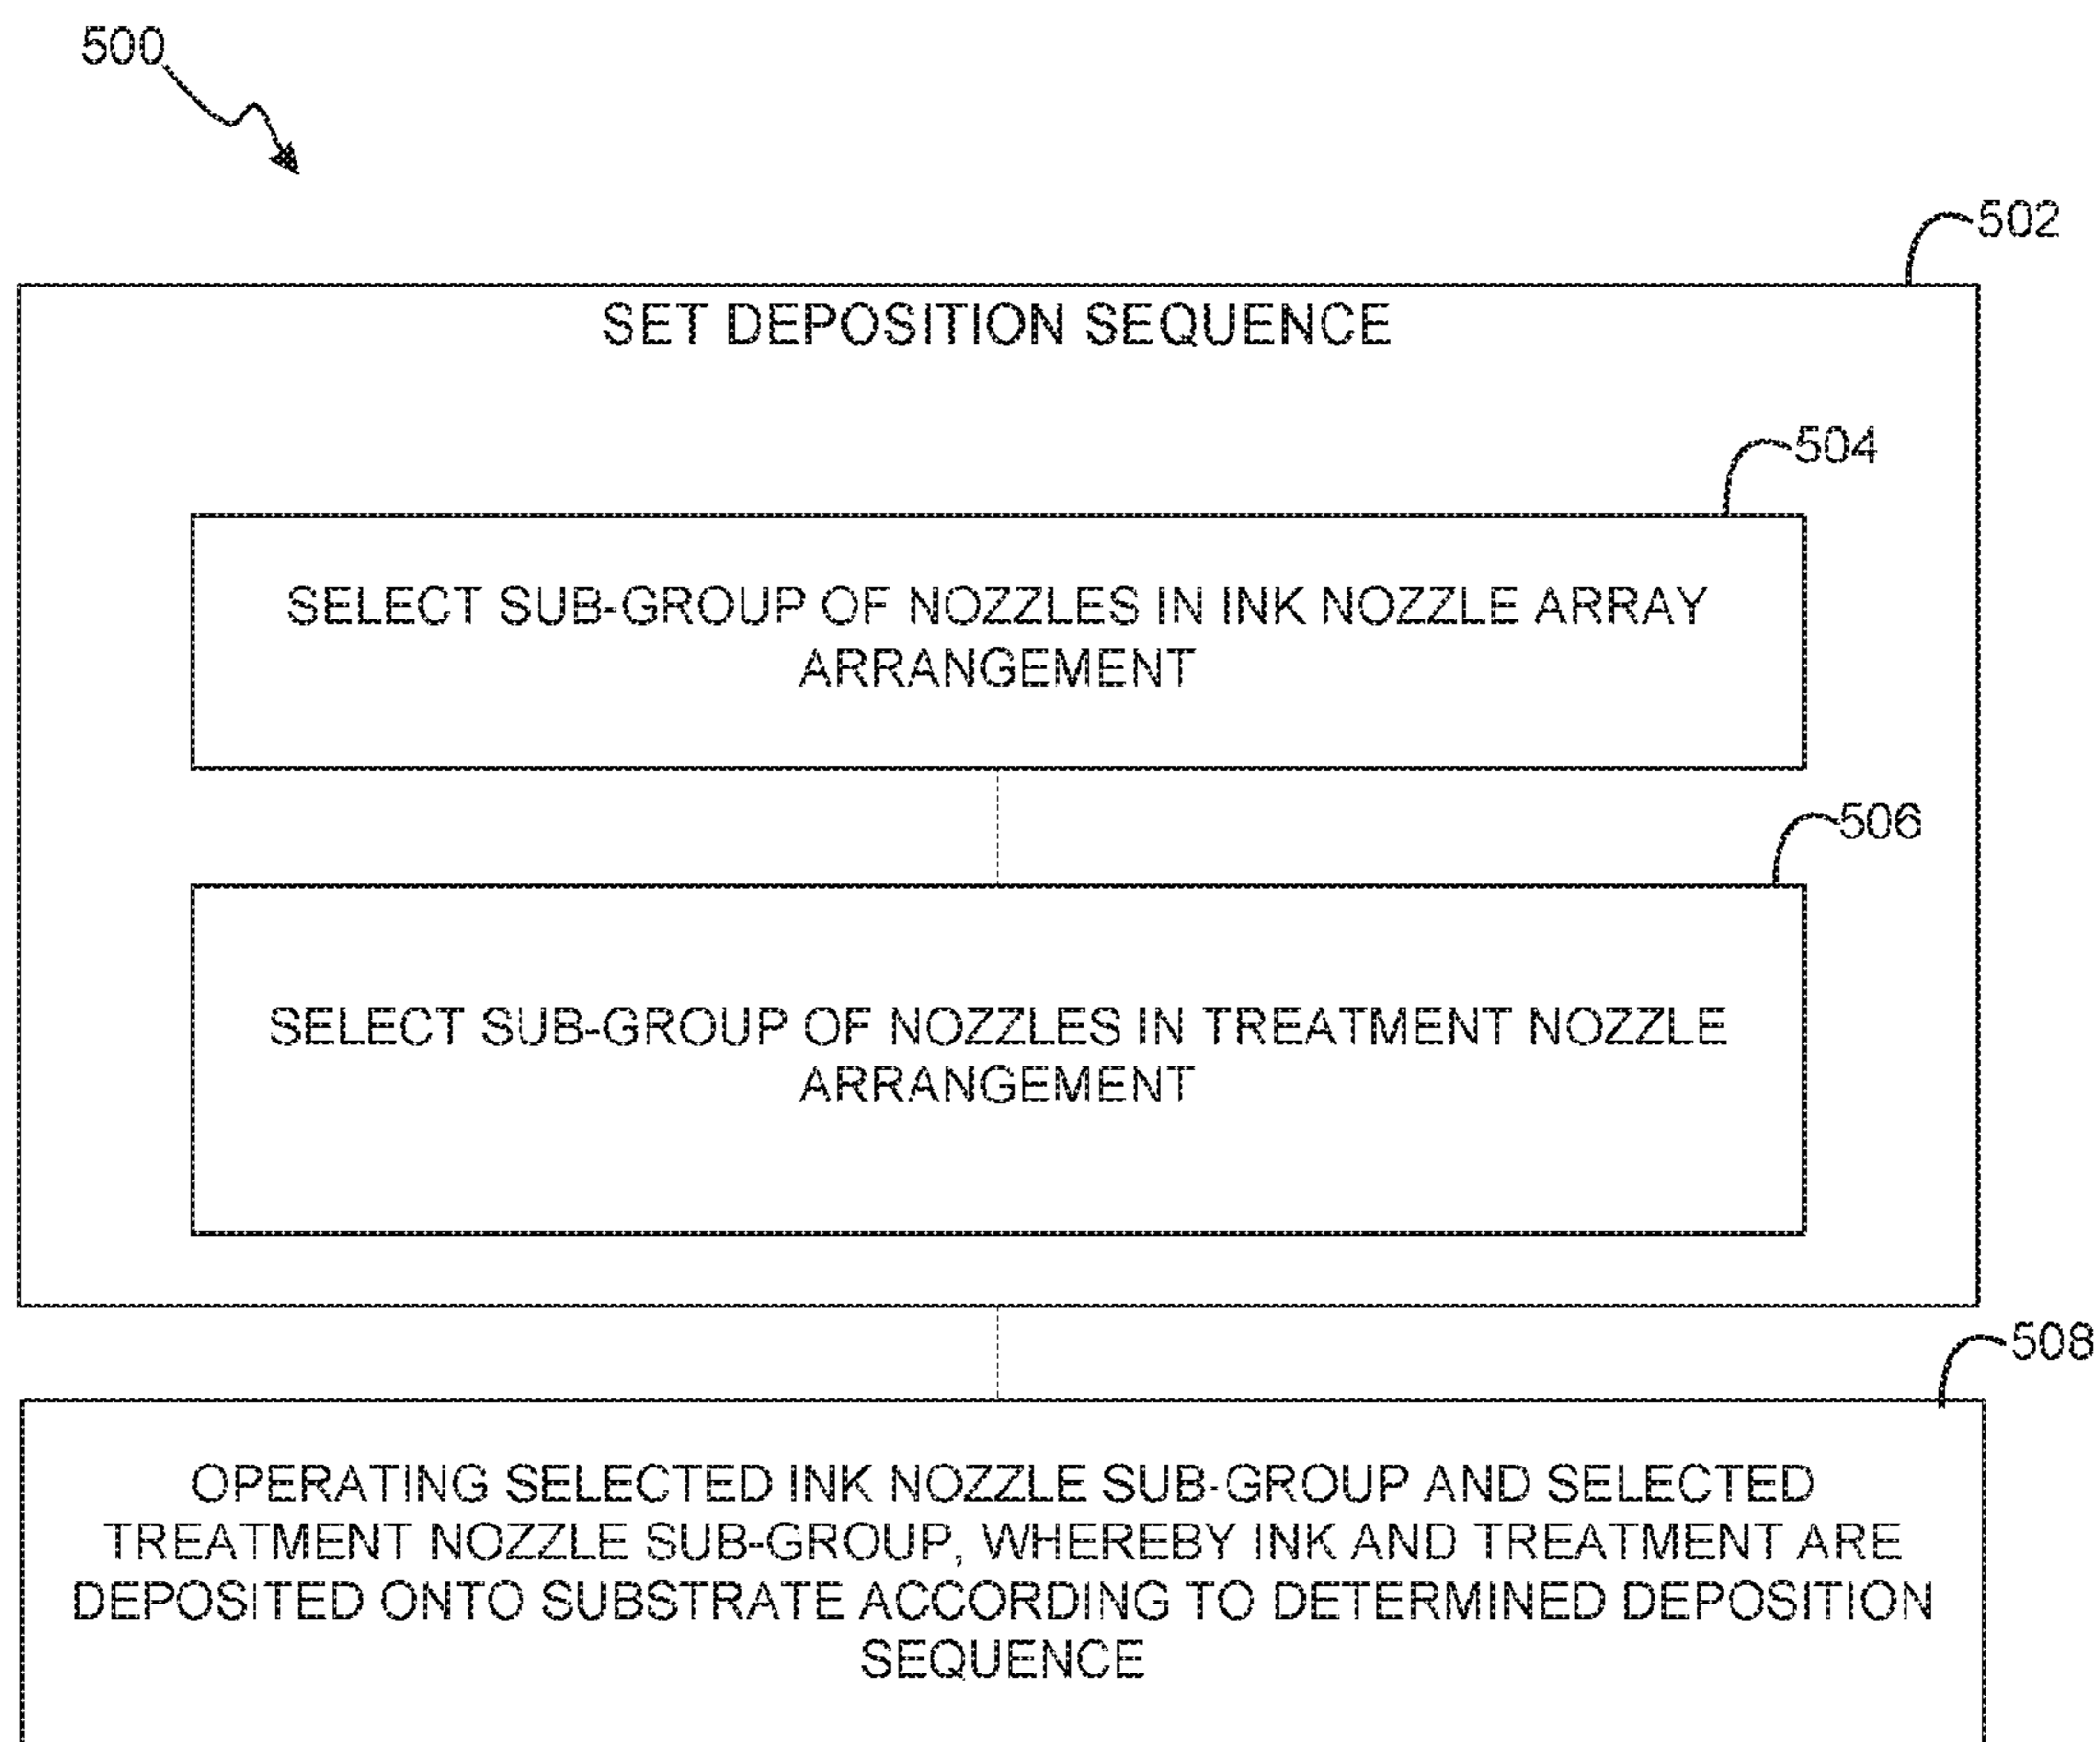 500
502
SET DEPOSITION SEQUENCE
504
SELECT SUB-GROUP OF NOZZLES IN INK NOZZLE ARRAY
ARRANGEMENT
506
SELECT SUB-GROUP OF NOZZLES IN TREATMENT NOZZLE
ARRANGEMENT
508
OPERATING SELECTED INK NOZZLE SUB-GROUP AND SELECTED
TREATMENT NOZZLE SUB-GROUP, WHEREBY INK AND TREATMENT ARE
DEPOSITED ONTO SUBSTRATE ACCORDING TO DETERMINED DEPOSITION
SEQUENCE